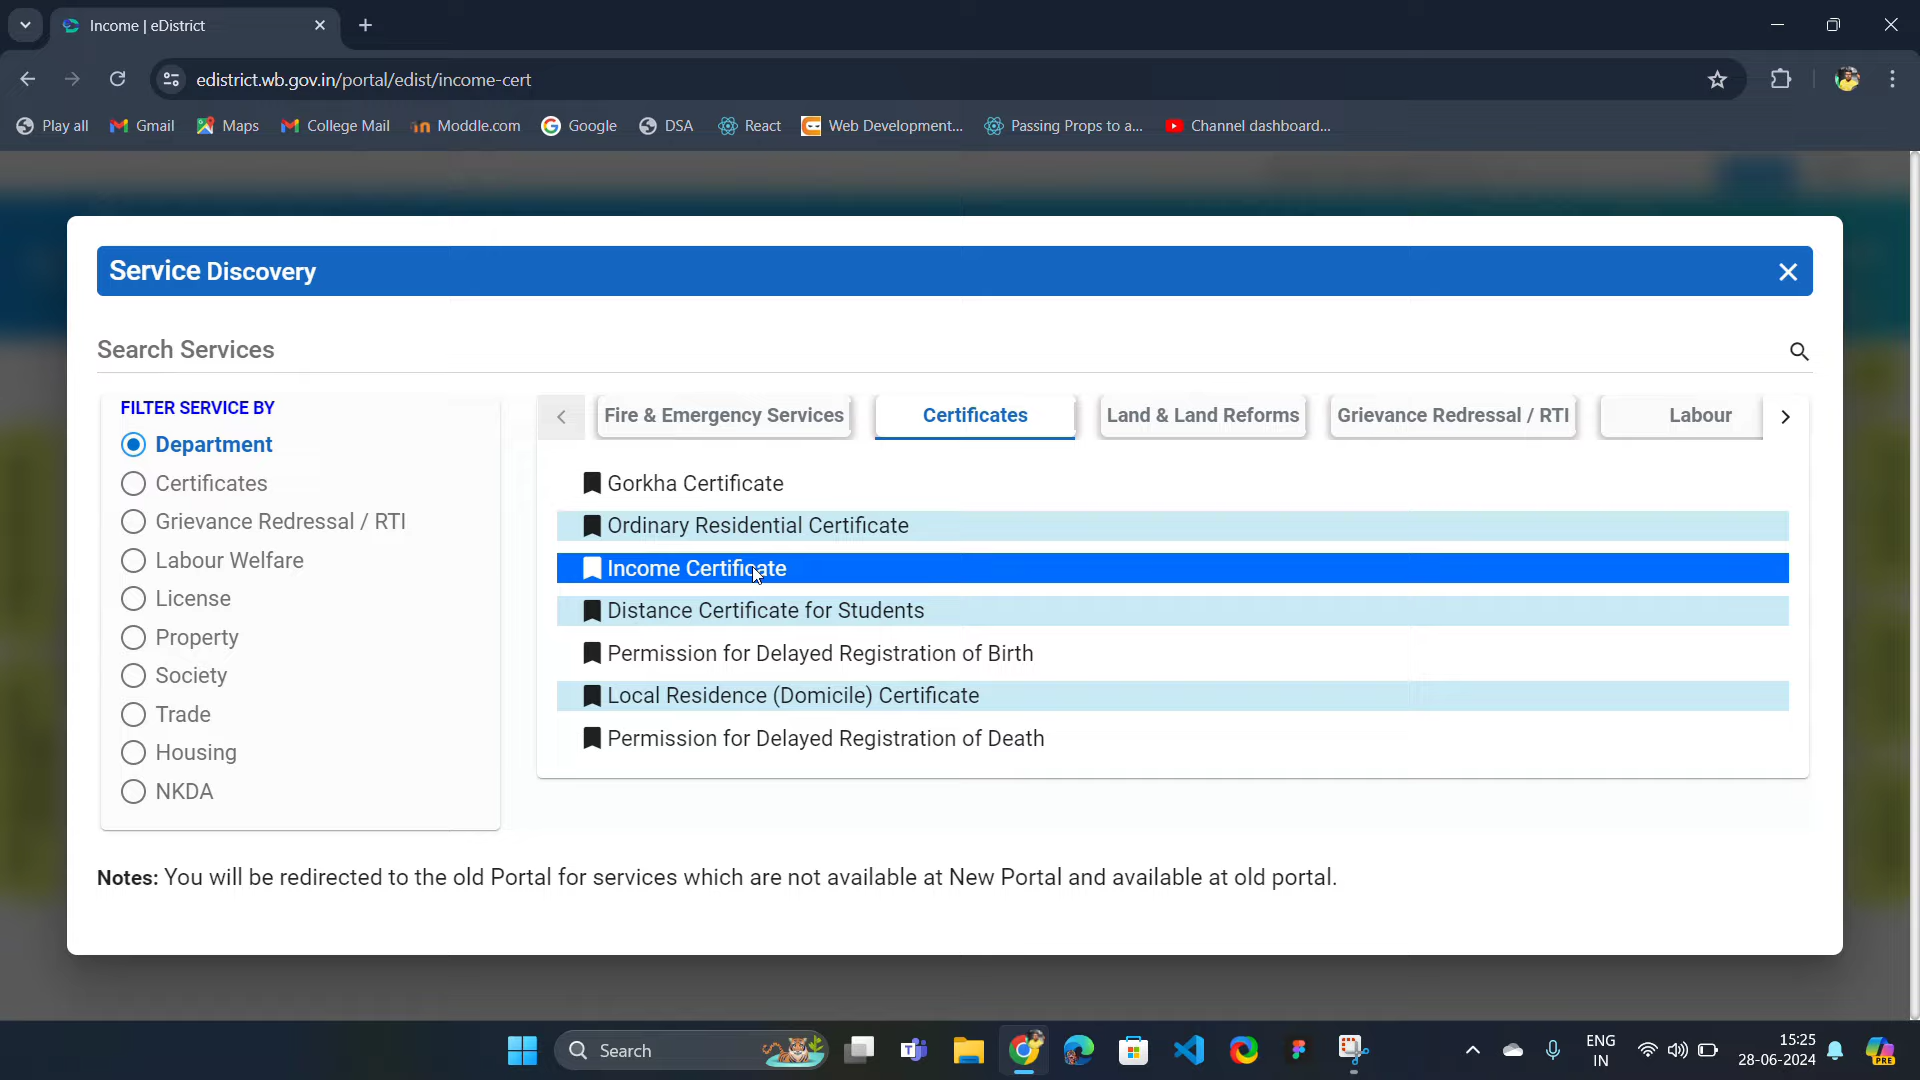 Income | eDistrict
edistrict.wb.gov.in/portal/edist/income-cert
Play all
Gmail
Maps
College Mail
Moddle.com
Google
DSA
React
Web Development...
Passing Props to a...
Channel dashboard...
Service Discovery
Search Services
FILTER SERVICE BY
Department
Certificates
Grievance Redressal / RTI
Labour Welfare
License
Property
Society
Trade
Housing
NKDA
Fire & Emergency Services
Certificates
Land & Land Reforms
Grievance Redressal / RTI
Labour
Gorkha Certificate
Ordinary Residential Certificate
Income Certificate
Distance Certificate for Students
Permission for Delayed Registration of Birth
Local Residence (Domicile) Certificate
Permission for Delayed Registration of Death
Notes: You will be redirected to the old Portal for services which are not available at New Portal and available at old portal.
Search
ENG
IN
15:25
28-06-2024
PRE